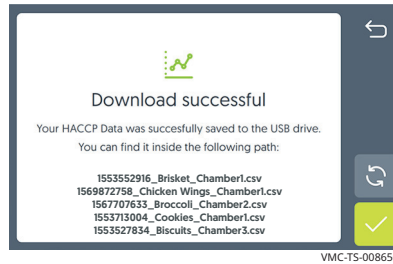 Download successful
Your HACCP Data was succesfully saved to the USB drive.
You can find it inside the following path:
1553552916_Brisket_Chamber1.csv
1569872758_Chicken Wings_Chamber1.csv
1567707633_Broccoli_Chamber2.csv
1553713004_Cookies_Chamber1.csv
1553527834_Biscuits_Chamber3.csv
VMC-TS-00865